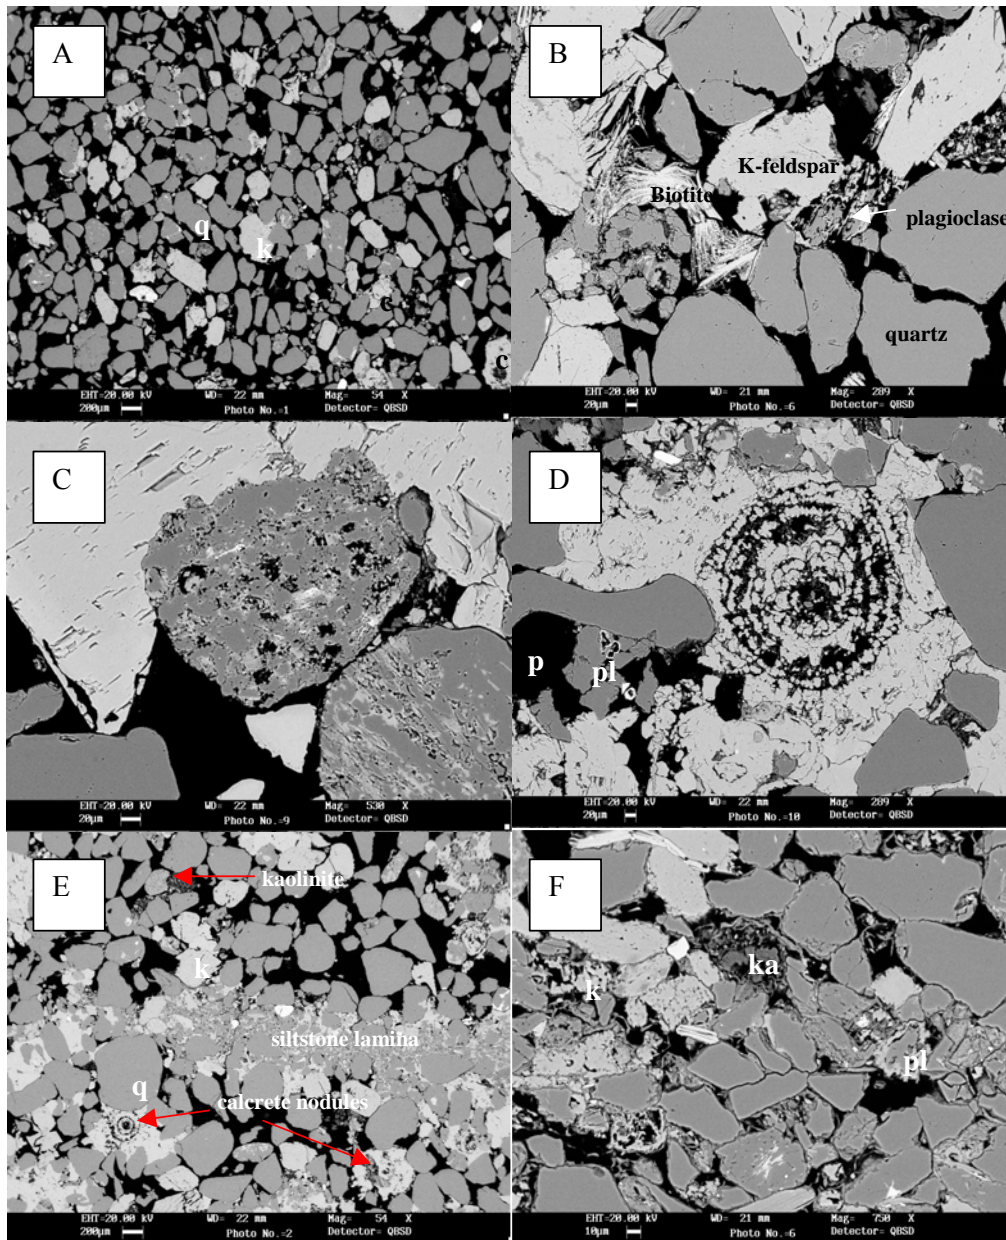 A
q
k
c
c
EHT=20.00 kV WD= 22 mm Mag= 54 X
200µm Photo No.=1 Detector= QBSD
B
K-feldspar
Biotite
plagioclase
quartz
EHT=20.00 kV WD= 21 mm Mag= 289 X
20µm Photo No.=6 Detector= QBSD
C
EHT=20.00 kV WD= 22 mm Mag= 530 X
20µm Photo No.=9 Detector= QBSD
D
p
pl
EHT=20.00 kV WD= 22 mm Mag= 289 X
20µm Photo No.=10 Detector= QBSD
E
kaolinite
k
siltstone lamina
q
calcrete nodules
EHT=20.00 kV WD= 22 mm Mag= 54 X
200µm Photo No.=2 Detector= QBSD
F
ka
k
pl
EHT=20.00 kV WD= 21 mm Mag= 750 X
10µm Photo No.=6 Detector= QBSD